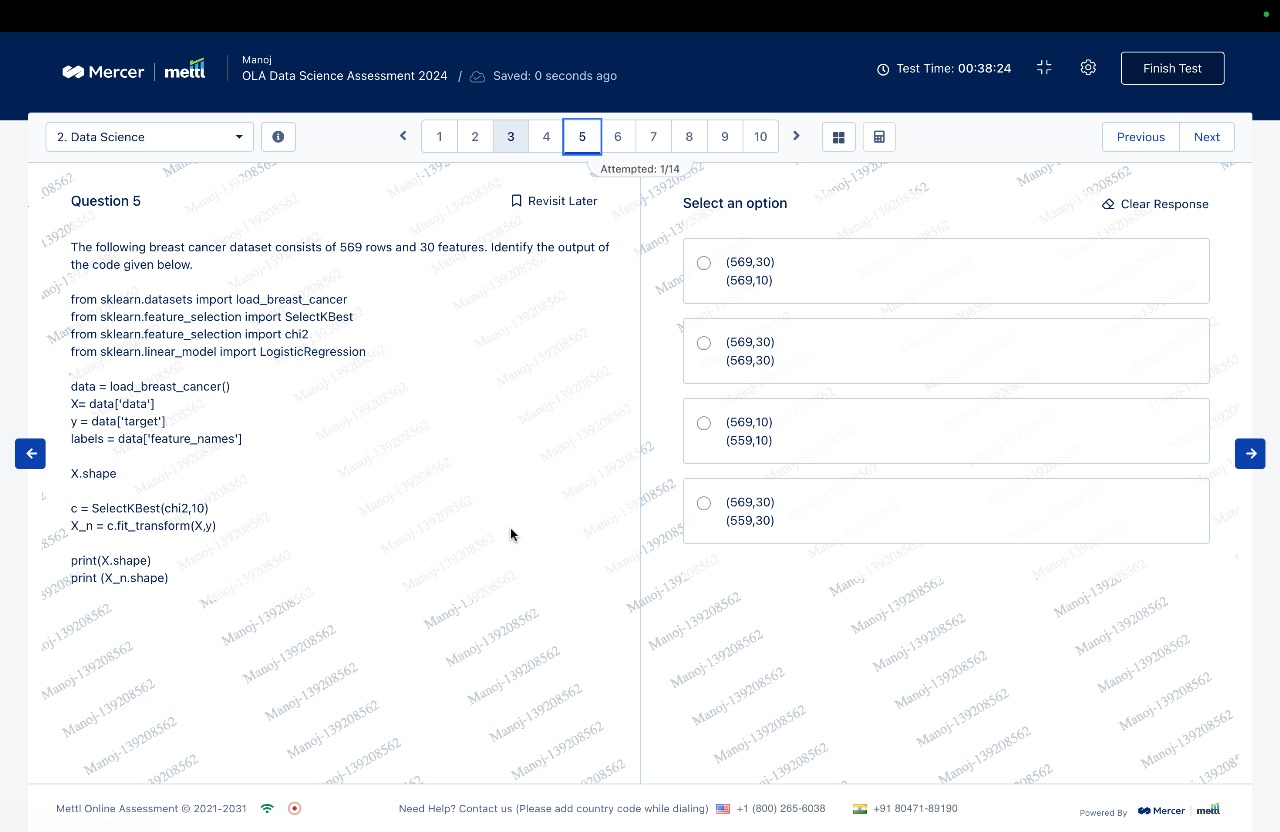 Mercer | mettl
Manoj
OLA Data Science Assessment 2024 / Saved: 0 seconds ago
Test Time: 00:38:24
Finish Test
2. Data Science
1 2 3 4 5 6 7 8 9 10
Previous Next
Attempted: 1/14
Question 5
Revisit Later
The following breast cancer dataset consists of 569 rows and 30 features. Identify the output of
the code given below.
from sklearn.datasets import load_breast_cancer
from sklearn.feature_selection import SelectKBest
from sklearn.feature_selection import chi2
from sklearn.linear_model import LogisticRegression
data = load_breast_cancer()
X= data['data']
y = data['target']
labels = data['feature_names']
X.shape
c = SelectKBest(chi2,10)
X_n = c.fit_transform(X,y)
print(X.shape)
print (X_n.shape)
Select an option
Clear Response
(569,30)
(569,10)
(569,30)
(569,30)
(569,10)
(559,10)
(569,30)
(559,30)
Manoj-139208562
Mettl Online Assessment © 2021-2031
Need Help? Contact us (Please add country code while dialing)
+1 (800) 265-6038
+91 80471-89190
Powered By Mercer | mettl